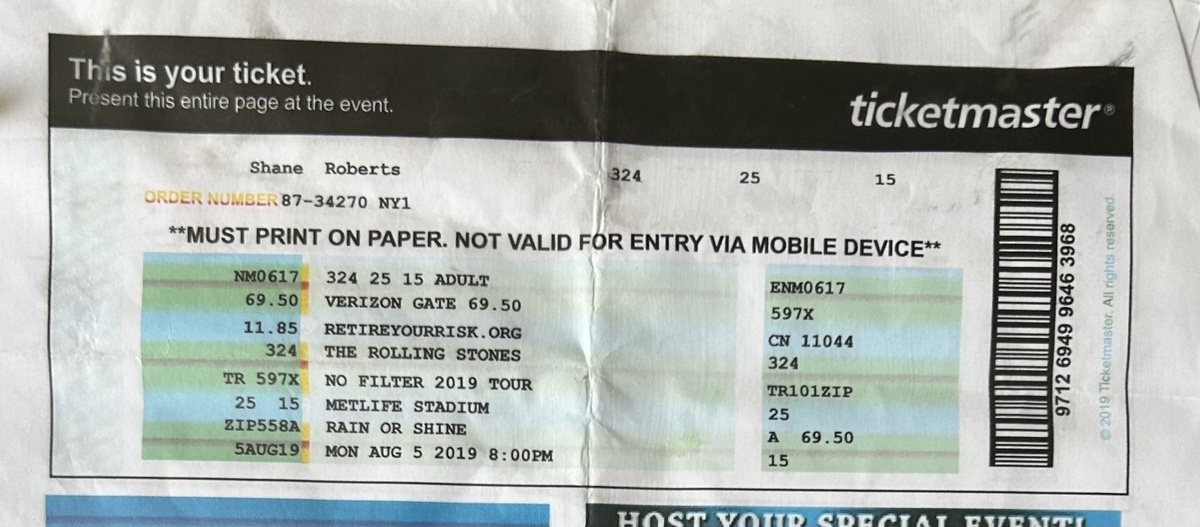 This is your ticket.
Present this entire page at the event.
ticketmaster®
Shane Roberts 324 25 15
ORDER NUMBER 87-34270 NY1
**MUST PRINT ON PAPER. NOT VALID FOR ENTRY VIA MOBILE DEVICE**
NM0617 324 25 15 ADULT ENM0617
69.50 VERIZON GATE 69.50 597X
11.85 RETIREYOURRISK.ORG CN 11044
324 THE ROLLING STONES 324
TR 597X NO FILTER 2019 TOUR TR101ZIP
25 15 METLIFE STADIUM 25
ZIP558A RAIN OR SHINE A 69.50
5AUG19 MON AUG 5 2019 8:00PM 15
9712 6949 9646 3968
© 2019 Ticketmaster. All rights reserved.
HOST YOUR SPECIAL EVENT!